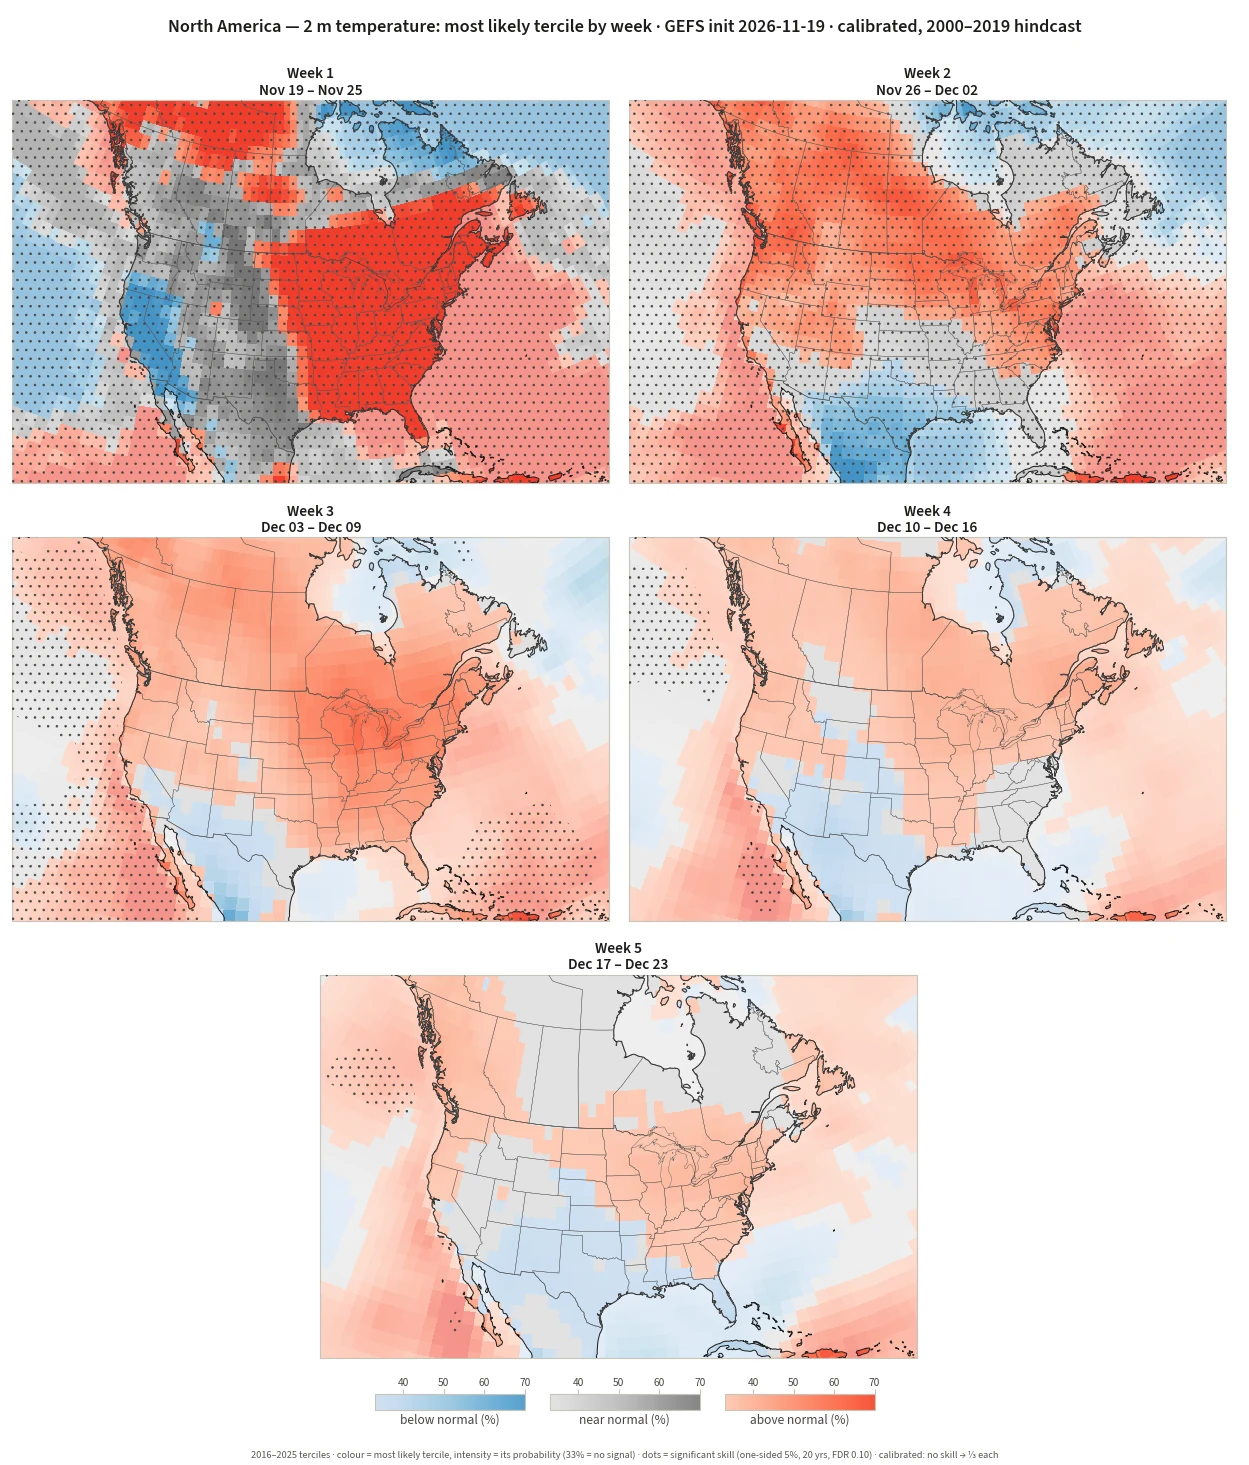 North America — 2 m temperature: most likely tercile by week · GEFS init 2026-11-19 · calibrated, 2000–2019 hindcast
Week 1
Nov 19 – Nov 25
Week 2
Nov 26 – Dec 02
Week 3
Dec 03 – Dec 09
Week 4
Dec 10 – Dec 16
Week 5
Dec 17 – Dec 23
40 50 60 70
below normal (%)
40 50 60 70
near normal (%)
40 50 60 70
above normal (%)
2016–2025 terciles · colour = most likely tercile, intensity = its probability (33% = no signal) · dots = significant skill (one-sided 5%, 20 yrs, FDR 0.10) · calibrated: no skill → ⅓ each